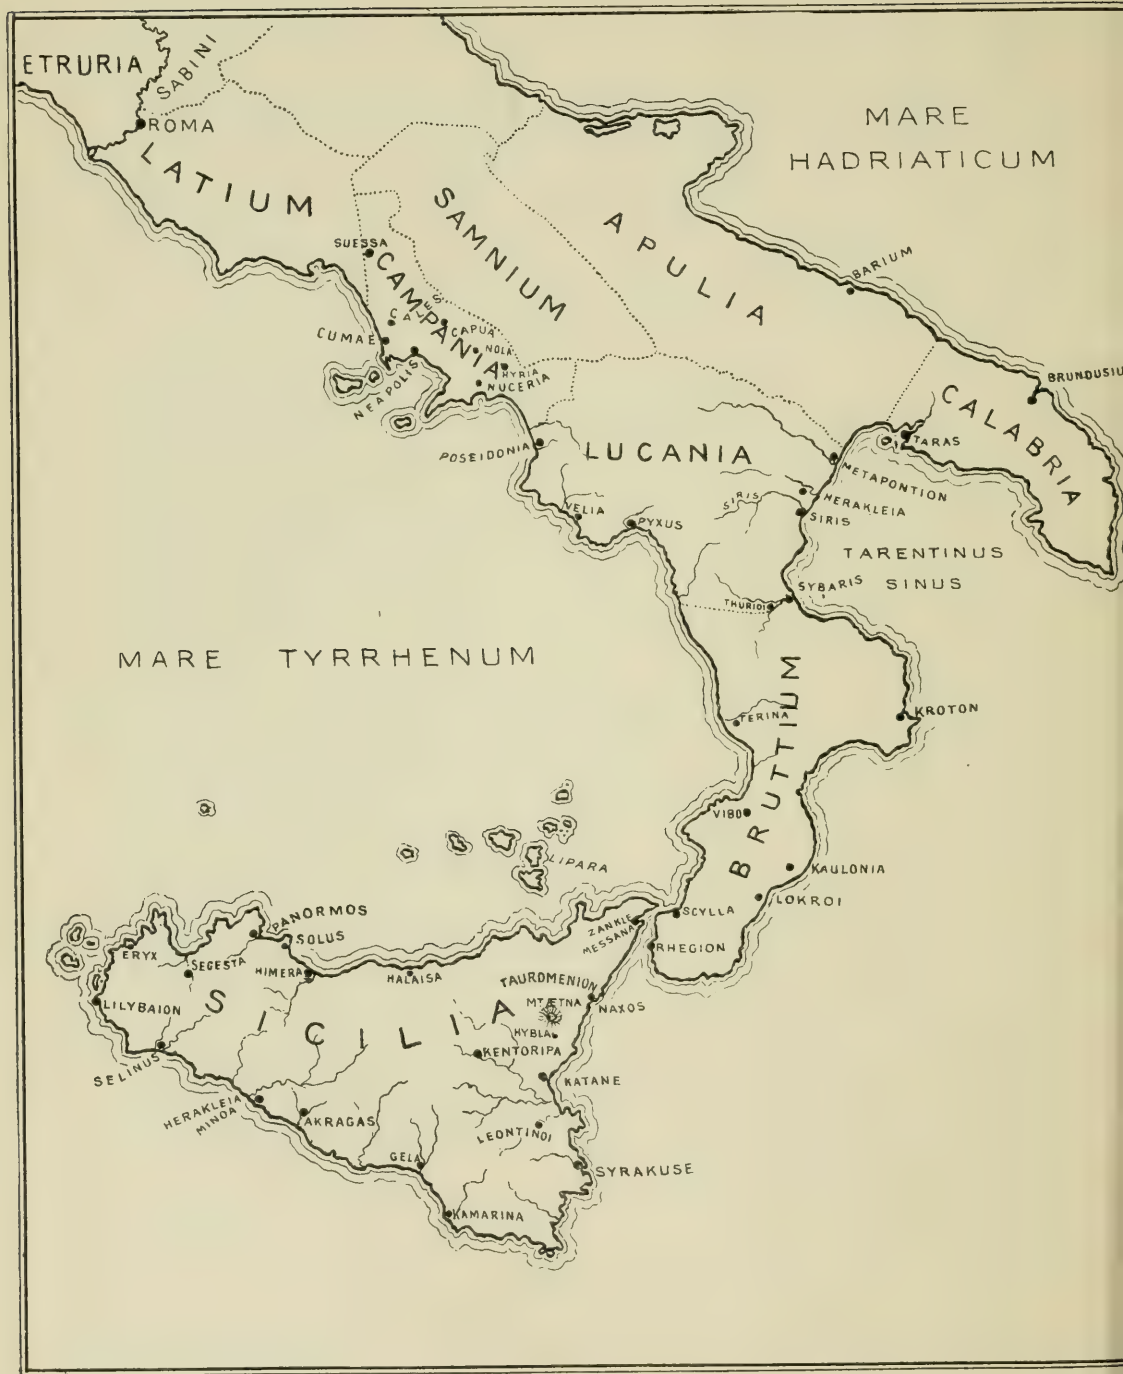 ETRURIA
SABINI
ROMA
LATIUM
MARE
HADRIATICUM
SAMNIUM
APULIA
SUESSA
CAMPANIA
BARIUM
CALES
CAPUA
CUMAE
NOLA
HYRIA
NUCERIA
NEAPOLIS
BRUNDUSIU
CALABRIA
TARAS
POSEIDONIA
LUCANIA
METAPONTION
HERAKLEIA
SIRIS
SIRIS
VELIA
PYXUS
TARENTINUS
SINUS
SYBARIS
THURIOI
MARE TYRRHENUM
BRUTTIUM
TERINA
KROTON
VIBO
LIPARA
KAULONIA
LOKROI
SCYLLA
ZANKLE
MESSANA
RHEGION
PANORMOS
SOLUS
ERYX
SEGESTA
HIMERA
HALAISA
TAUROMENION
MT ÆTNA
NAXOS
LILYBAION
SICILIA
HYBLA
KENTORIPA
SELINUS
KATANE
HERAKLEIA
MINOA
AKRAGAS
LEONTINOI
GELA
SYRAKUSE
KAMARINA